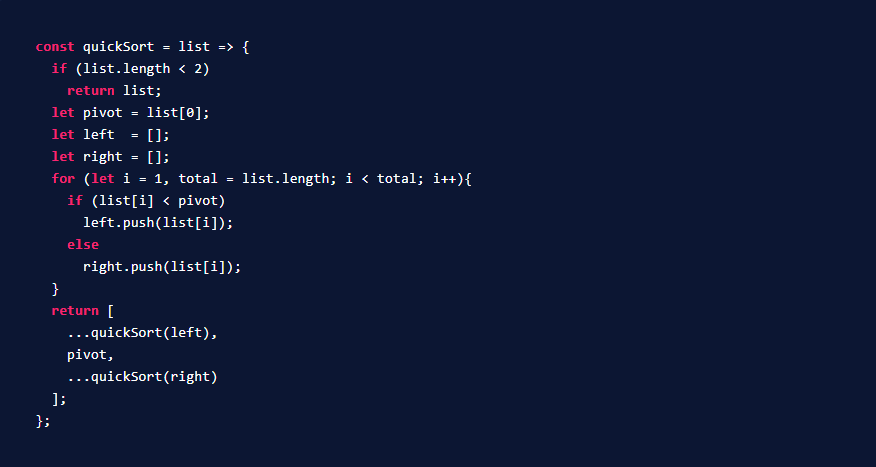 const quickSort = list => {
  if (list.length < 2)
    return list;
  let pivot = list[0];
  let left  = [];
  let right = [];
  for (let i = 1, total = list.length; i < total; i++){
    if (list[i] < pivot)
      left.push(list[i]);
    else
      right.push(list[i]);
  }
  return [
    ...quickSort(left),
    pivot,
    ...quickSort(right)
  ];
};